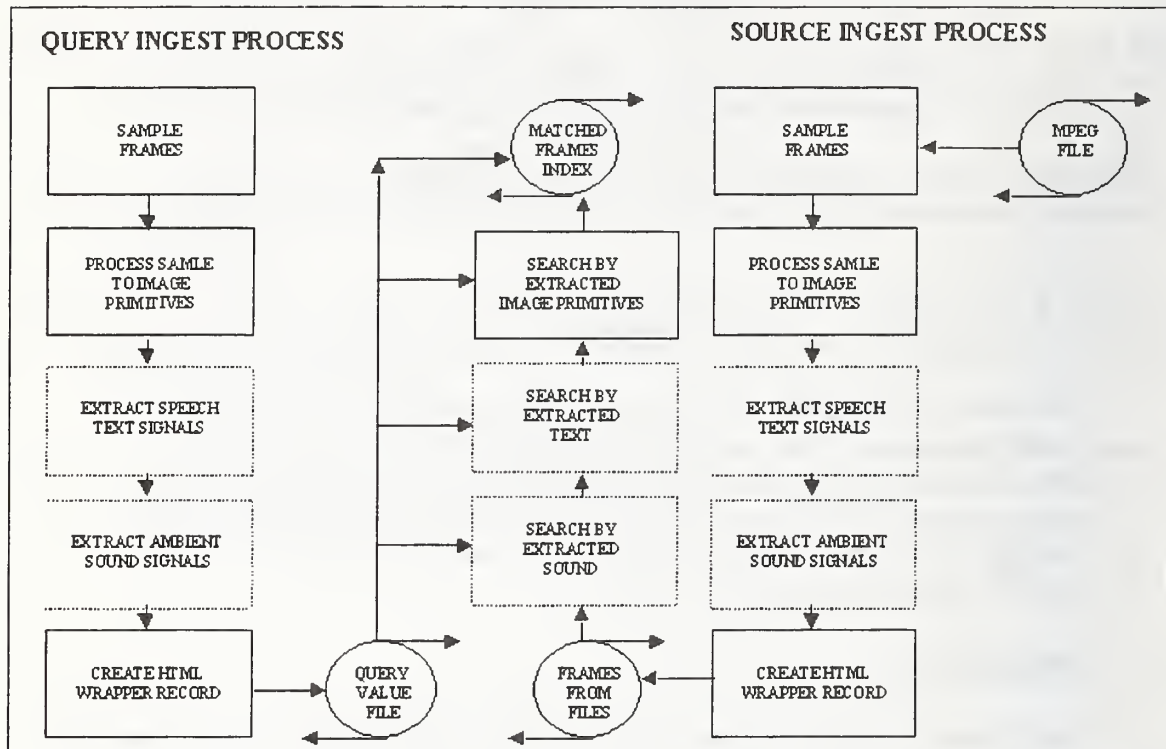 QUERY INGEST PROCESS
SAMPLE
FRAMES
PROCESS SAMLE
TO IMAGE
PRIMITIVES
EXTRACT SPEECH
TEXT SIGNALS
EXTRACT AMBIENT
SOUND SIGNALS
CREATE HTML
WRAPPER RECORD
QUERY
VALUE
FILE
MATCHED
FRAMES
INDEX
SEARCH BY
EXTRACTED
IMAGE PRIMITIVES
SEARCH BY
EXTRACTED
TEXT
SEARCH BY
EXTRACTED
SOUND
FRAMES
FROM
FILES
SOURCE INGEST PROCESS
SAMPLE
FRAMES
MPEG
FILE
PROCESS SAMLE
TO IMAGE
PRIMITIVES
EXTRACT SPEECH
TEXT SIGNALS
EXTRACT AMBIENT
SOUND SIGNALS
CREATE HTML
WRAPPER RECORD